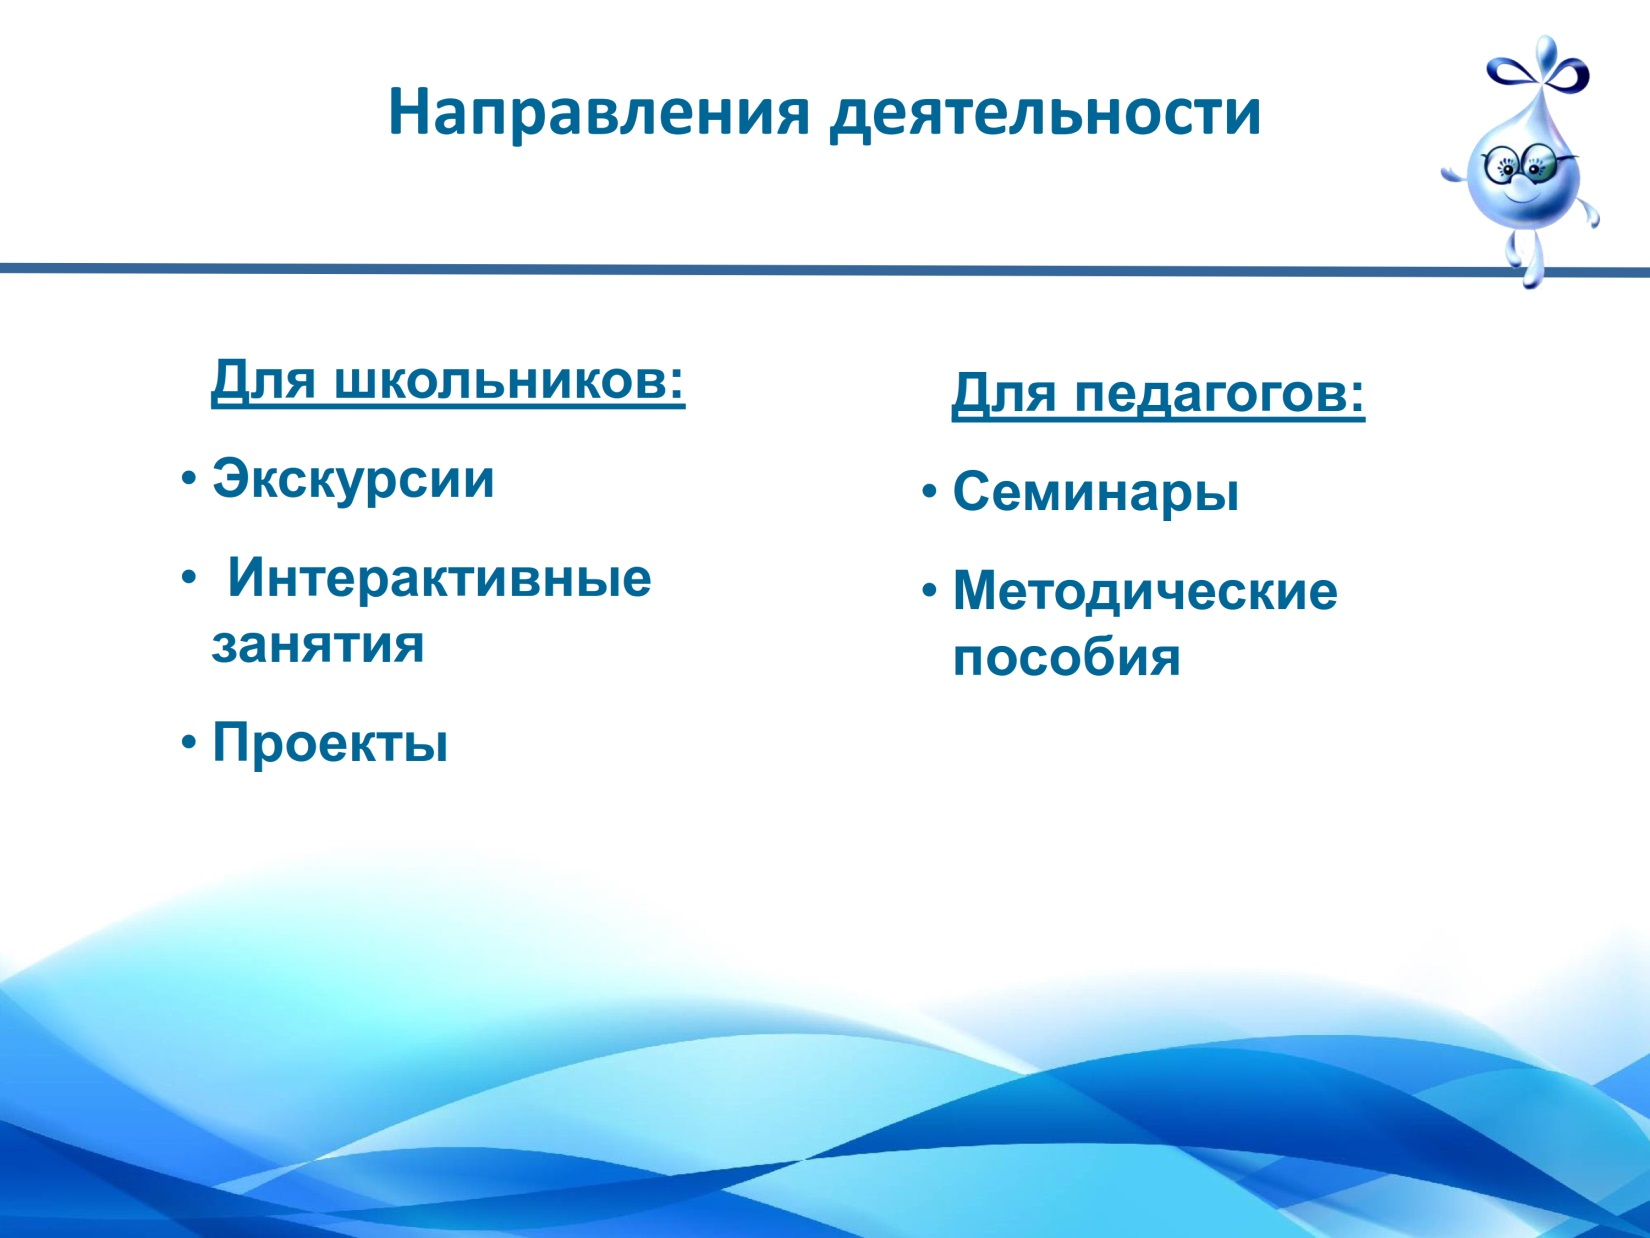 Направления деятельности
Для школьников:
• Экскурсии
• Интерактивные
занятия
• Проекты
Для педагогов:
• Семинары
• Методические
пособия